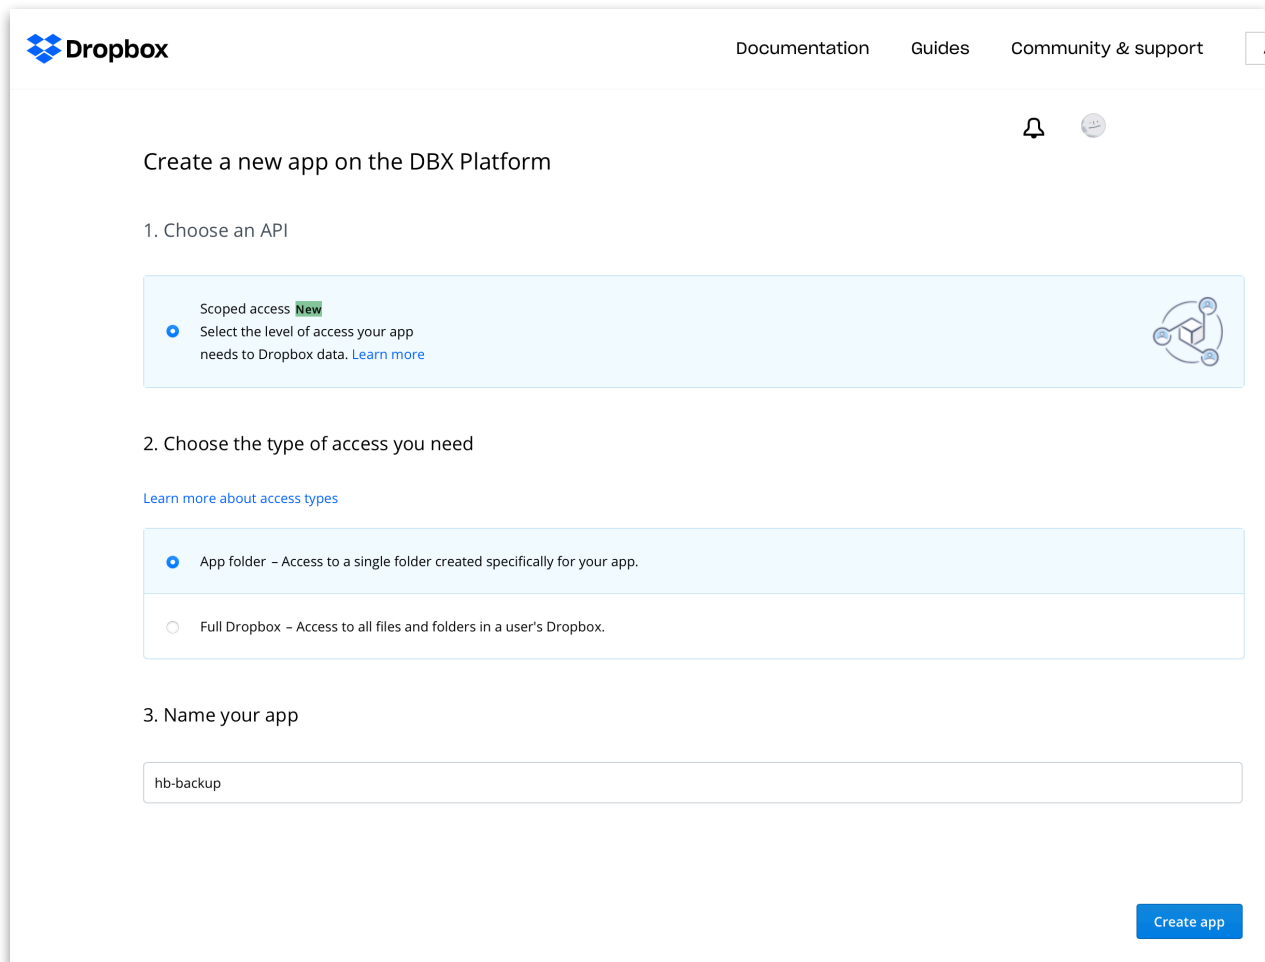 Dropbox
Documentation Guides Community & support
Create a new app on the DBX Platform
1. Choose an API
Scoped access New
Select the level of access your app
needs to Dropbox data. Learn more
2. Choose the type of access you need
Learn more about access types
App folder – Access to a single folder created specifically for your app.
Full Dropbox – Access to all files and folders in a user's Dropbox.
3. Name your app
hb-backup
Create app